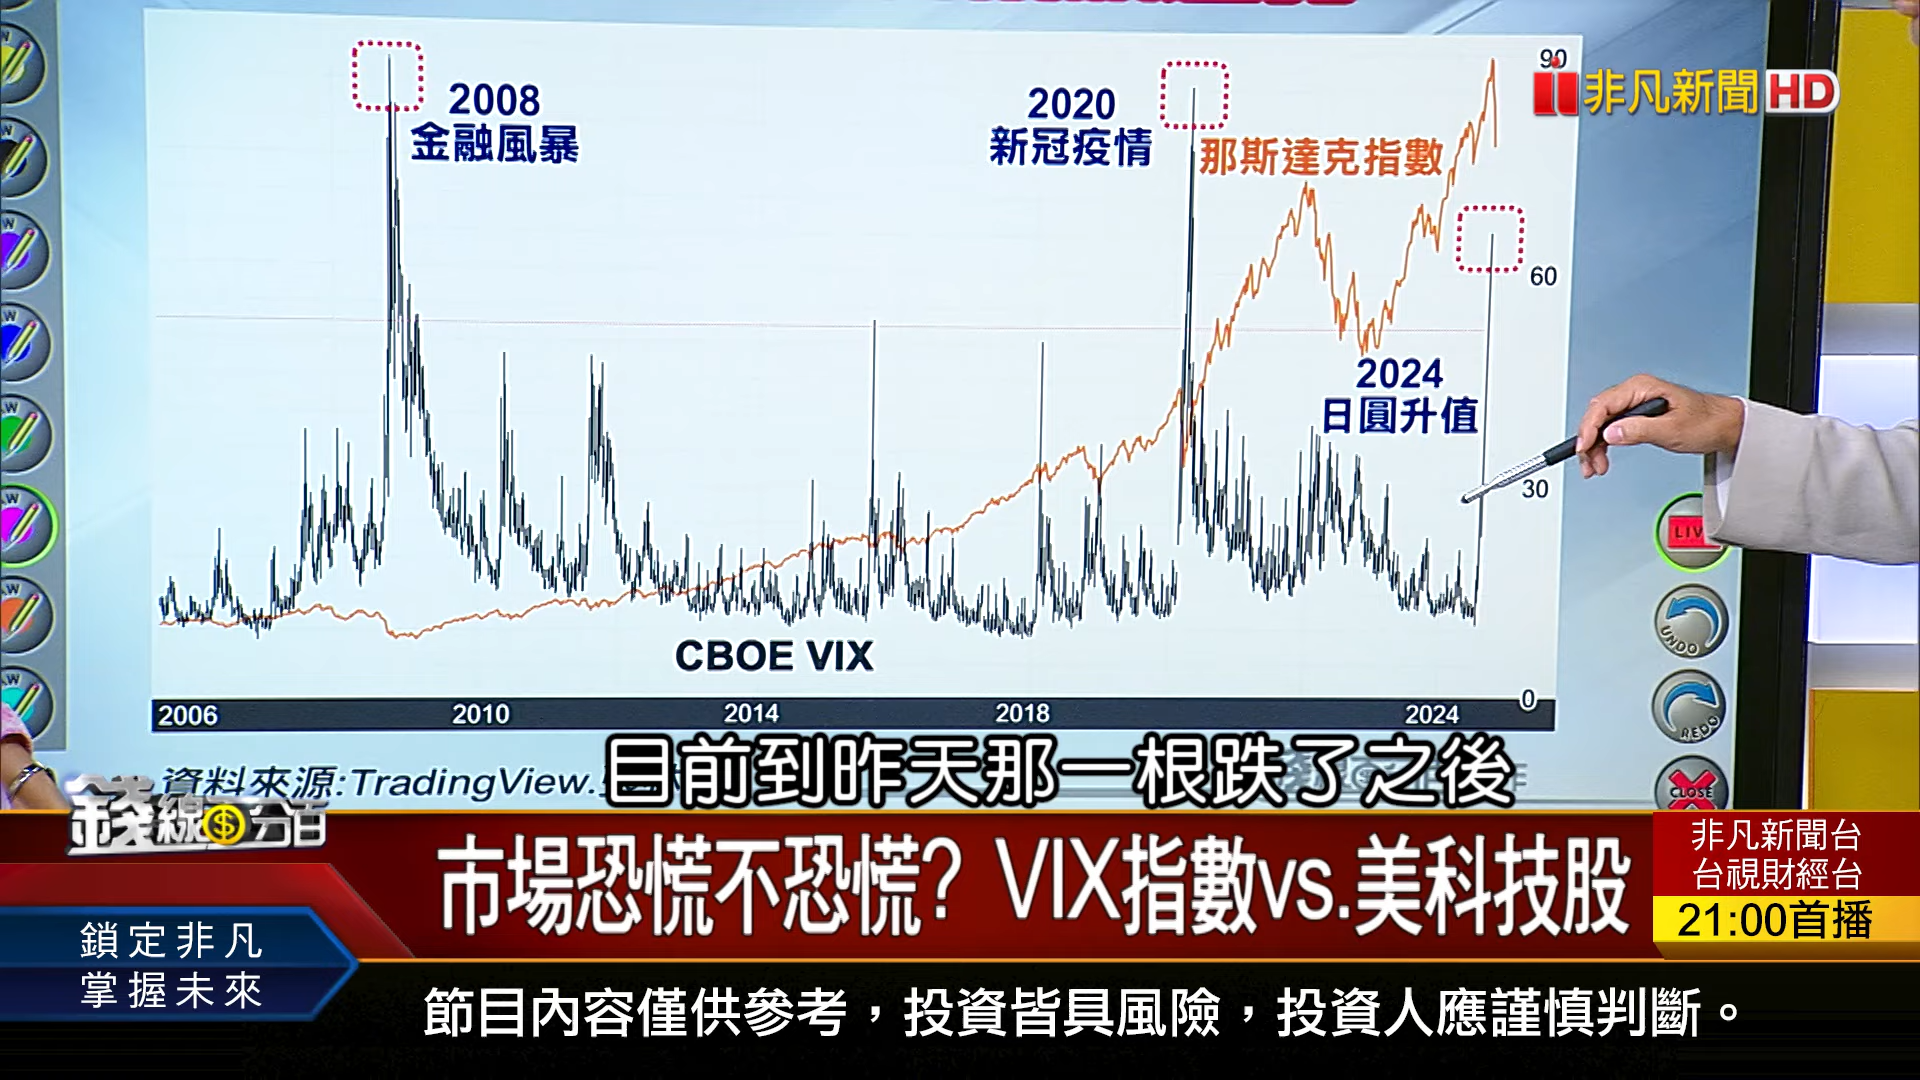 90
非凡新聞HD
2008
金融風暴
2020
新冠疫情
那斯達克指數
60
2024
日圓升值
30
LIV
UNDO
CBOE VIX
0
2006
2010
2014
2018
2024
REDO
資料來源:TradingView.
CLOSE
目前到昨天那一根跌了之後
錢線$百分百
市場恐慌不恐慌? VIX指數vs.美科技股
非凡新聞台
台視財經台
21:00首播
鎖定非凡
掌握未來
節目內容僅供參考，投資皆具風險，投資人應謹慎判斷。